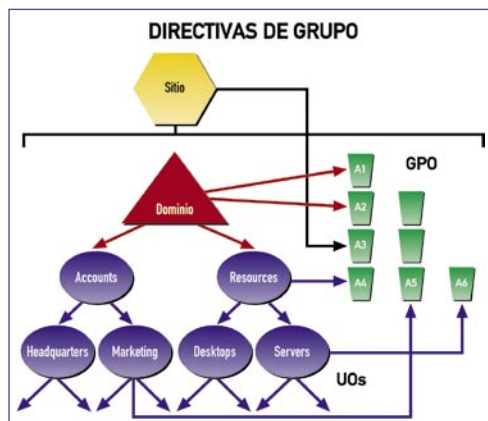 DIRECTIVAS DE GRUPO
Sitio
A1
GPO
Dominio
A2
A3
Accounts
Resources
A4
A5
A6
Headquarters
Marketing
Desktops
Servers
UOs